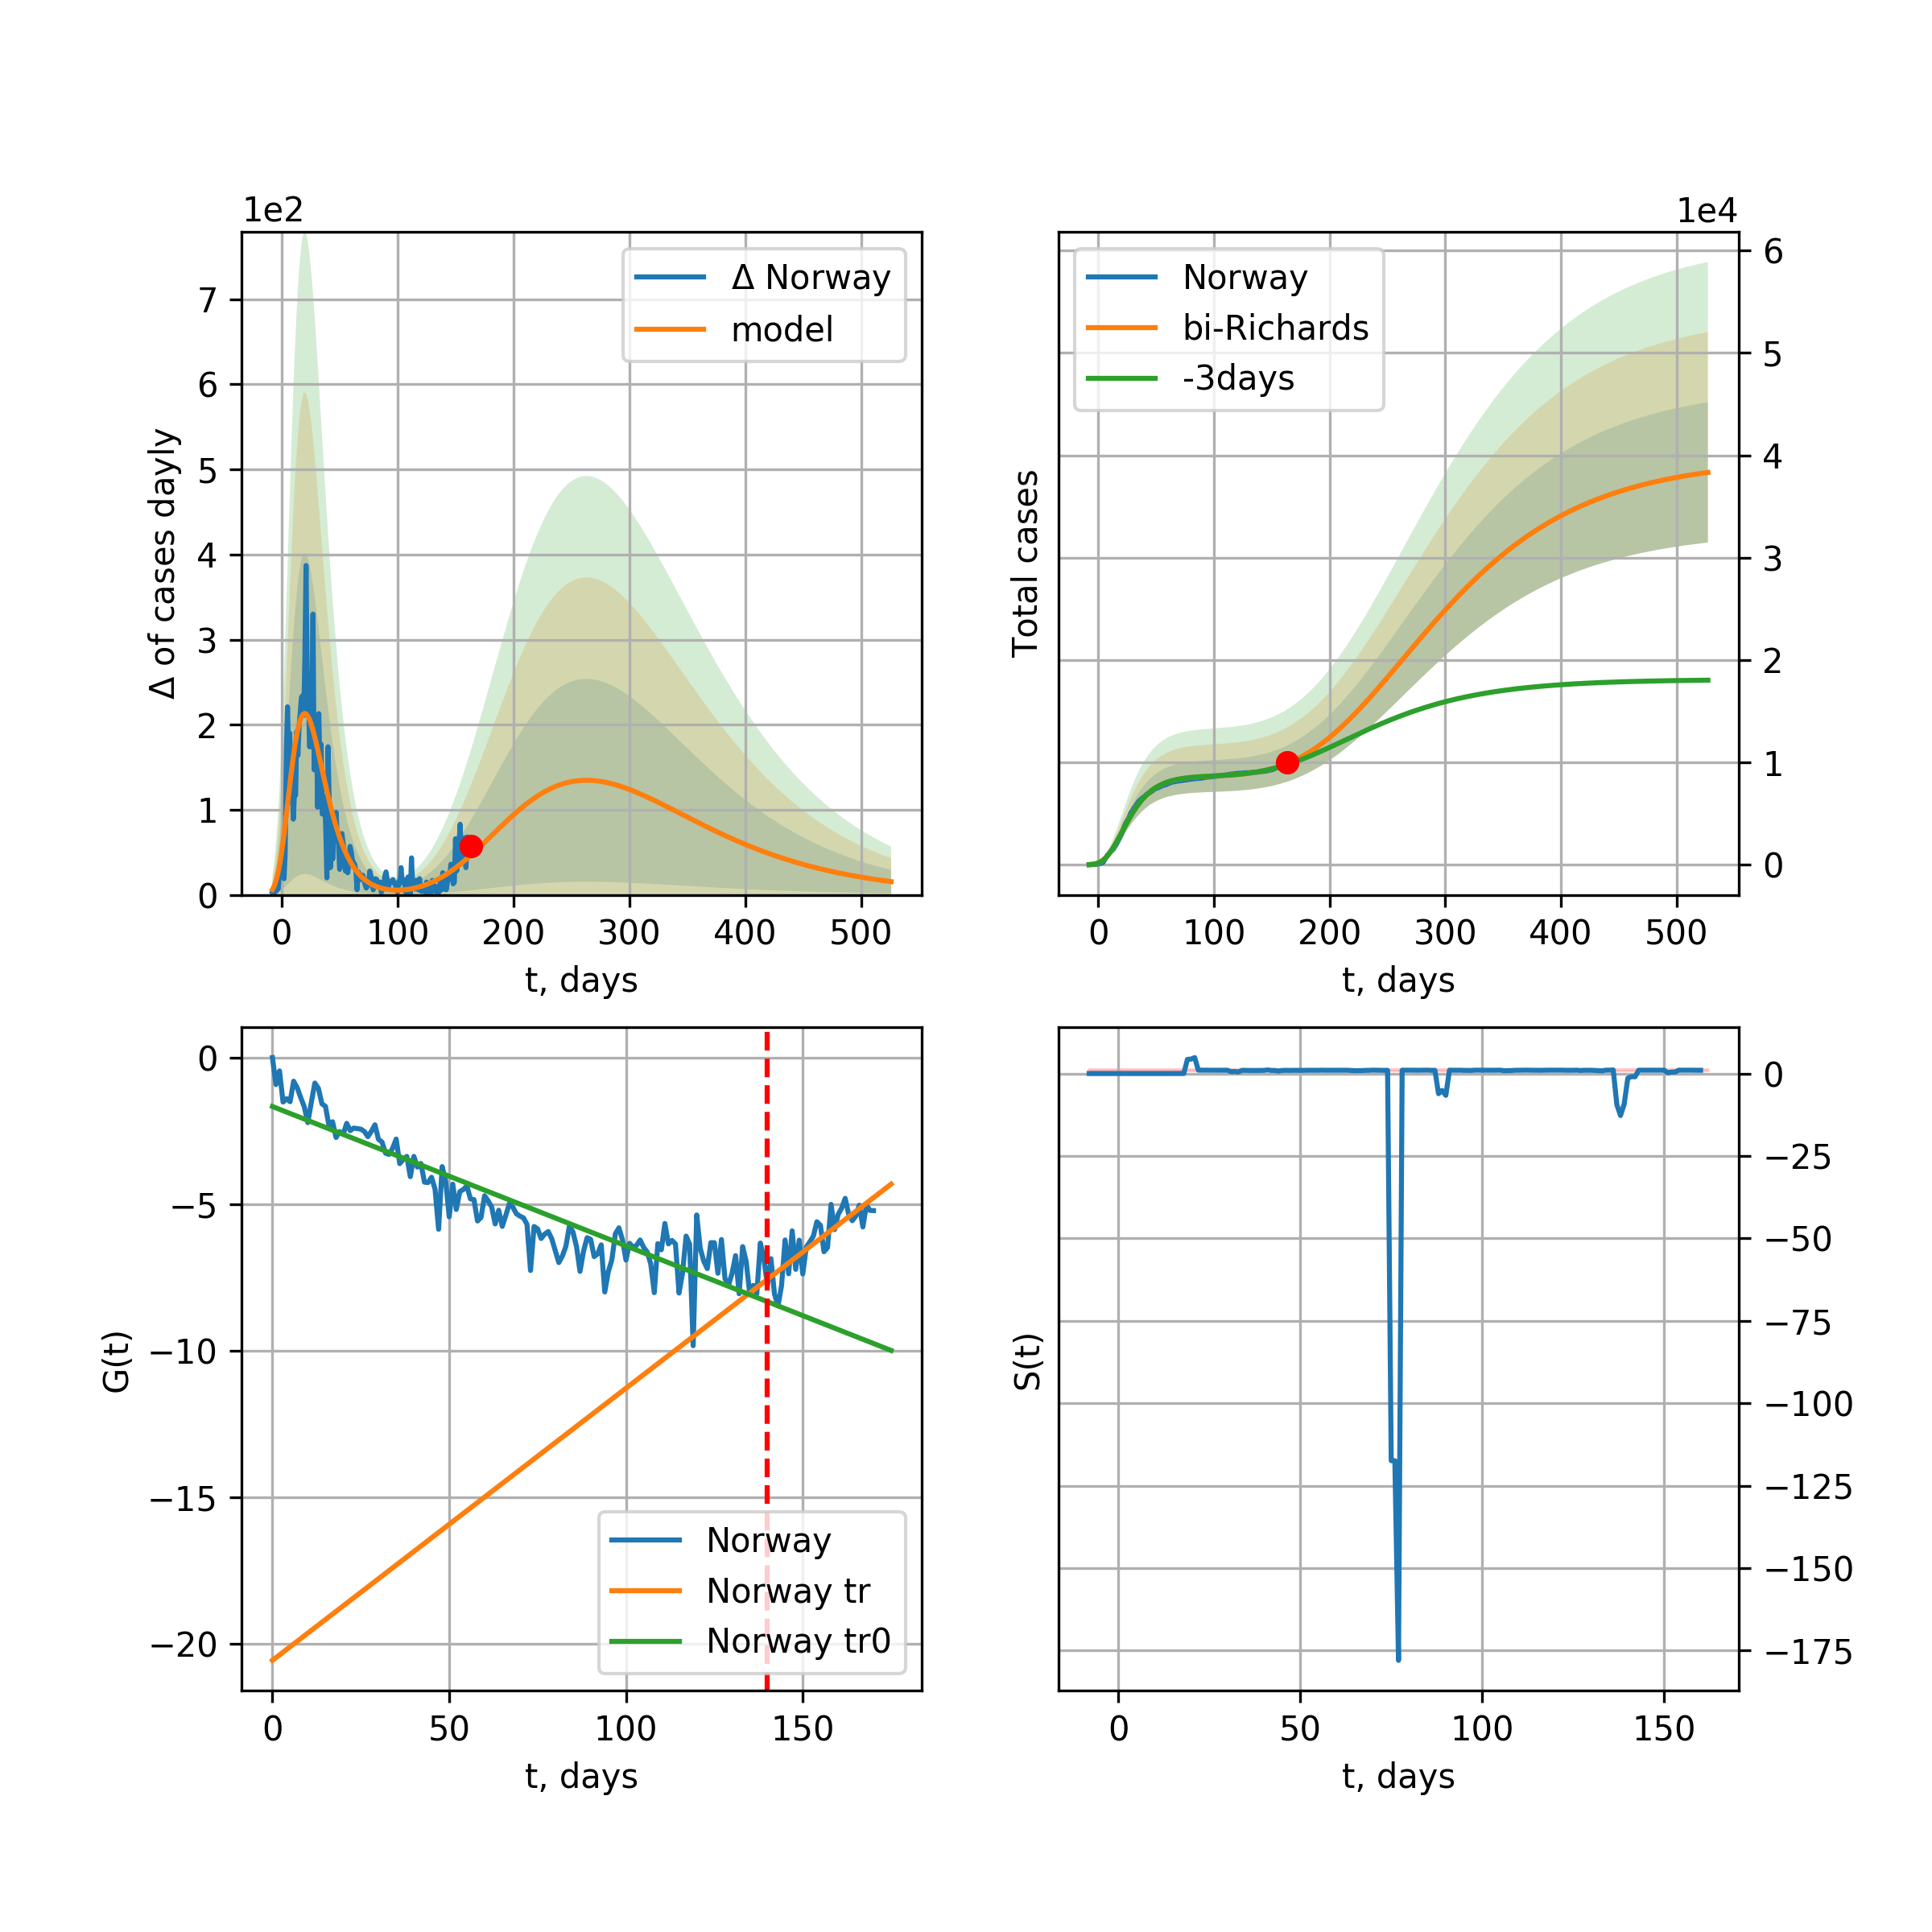 1e2
Δ of cases dayly
7
6
5
4
3
2
1
0
0 100 200 300 400 500
t, days
Δ Norway
model
1e4
Total cases
6
5
4
3
2
1
0
0 100 200 300 400 500
t, days
Norway
bi-Richards
-3days
G(t)
0
−5
−10
−15
−20
0 50 100 150
t, days
Norway
Norway tr
Norway tr0
S(t)
0
−25
−50
−75
−100
−125
−150
−175
0 50 100 150
t, days